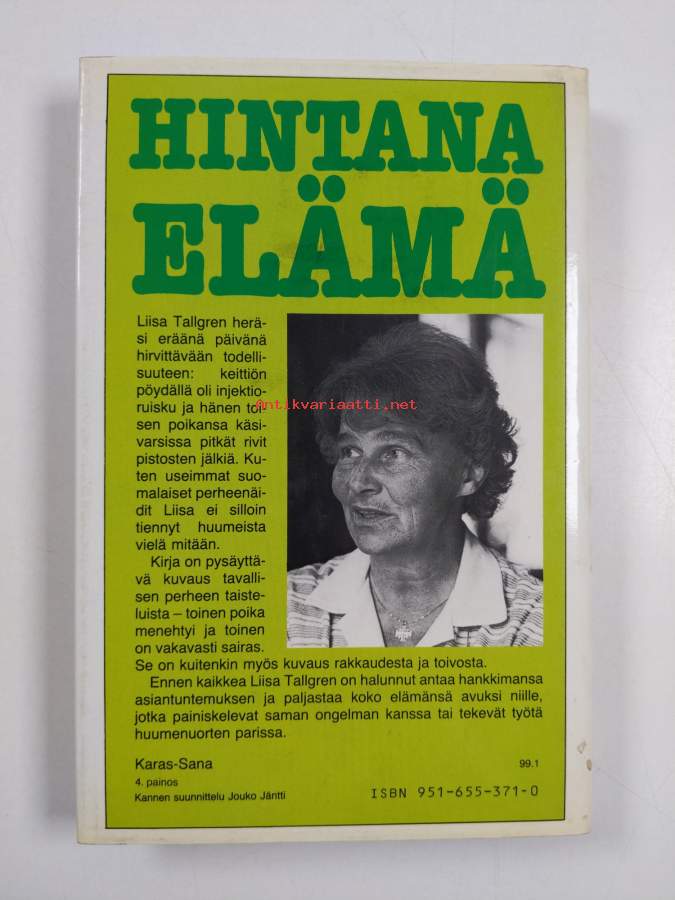 HINTANA
ELÄMÄ
Liisa Tallgren herä-
si eräänä päivänä
hirvittävään todelli-
suuteen: keittiön
pöydällä oli injektio-
ruisku ja hänen toi-
sen poikansa käsi-
varsissa pitkät rivit
pistosten jälkiä. Ku-
ten useimmat suo-
malaiset perheenäi-
dit Liisa ei silloin
tiennyt huumeista
vielä mitään.
Kirja on pysäyttä-
vä kuvaus tavalli-
sen perheen taiste-
luista – toinen poika
menehtyi ja toinen
on vakavasti sairas.
Se on kuitenkin myös kuvaus rakkaudesta ja toivosta.
Ennen kaikkea Liisa Tallgren on halunnut antaa hankkimansa
asiantuntemuksen ja paljastaa koko elämänsä avuksi niille,
jotka painiskelevat saman ongelman kanssa tai tekevät työtä
huumenuorten parissa.
Antikvariaatti.net
Karas-Sana
99.1
4. painos
Kannen suunnittelu Jouko Jäntti
ISBN 951-655-371-0